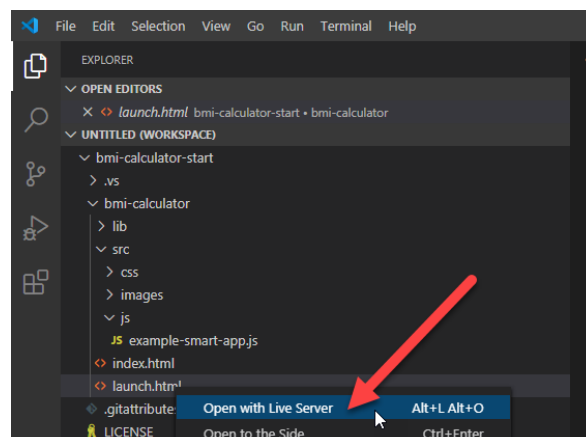 File Edit Selection View Go Run Terminal Help
EXPLORER
OPEN EDITORS
launch.html bmi-calculator-start • bmi-calculator
UNTITLED (WORKSPACE)
bmi-calculator-start
.vs
bmi-calculator
lib
src
css
images
js
JS example-smart-app.js
index.html
launch.html
.gitattribute
Open with Live Server Alt+L Alt+O
LICENSE
Open to the Side Ctrl+Enter